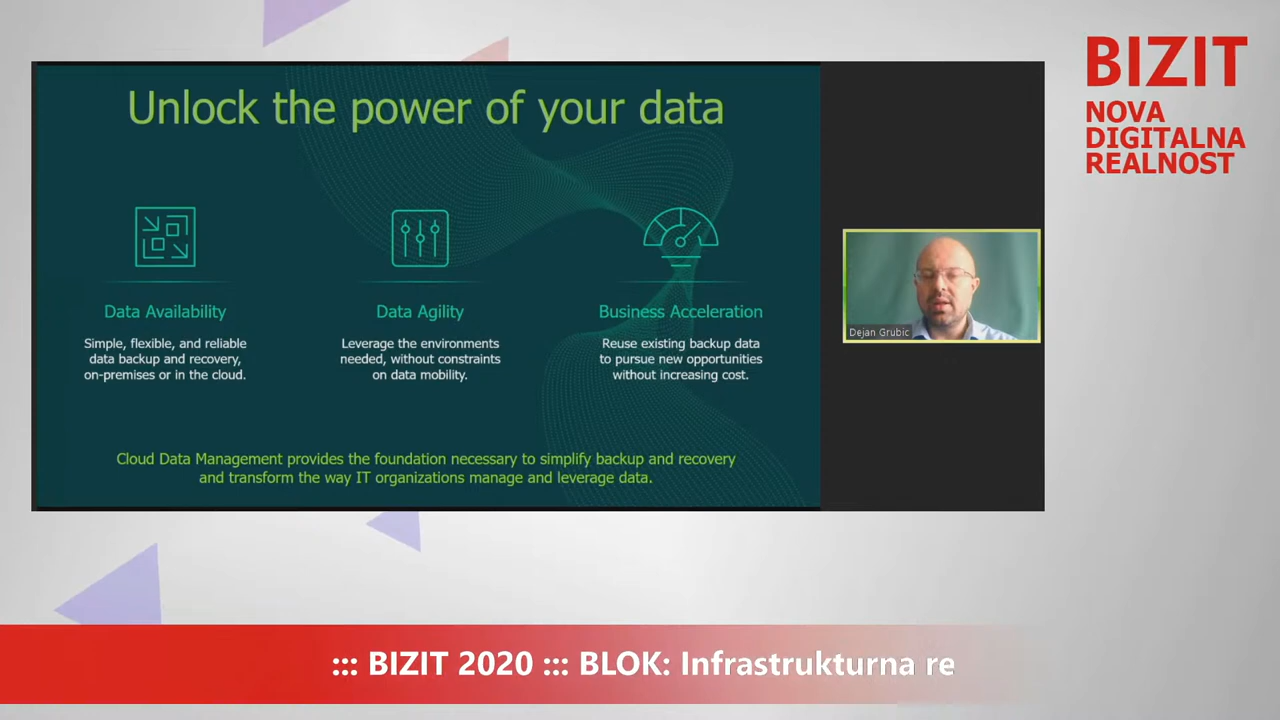 BIZIT
NOVA
DIGITALNA
REALNOST
Unlock the power of your data
Data Availability
Simple, flexible, and reliable
data backup and recovery,
on-premises or in the cloud.
Data Agility
Leverage the environments
needed, without constraints
on data mobility.
Business Acceleration
Reuse existing backup data
to pursue new opportunities
without increasing cost.
Cloud Data Management provides the foundation necessary to simplify backup and recovery
and transform the way IT organizations manage and leverage data.
Dejan Grubic
::: BIZIT 2020 ::: BLOK: Infrastrukturna re